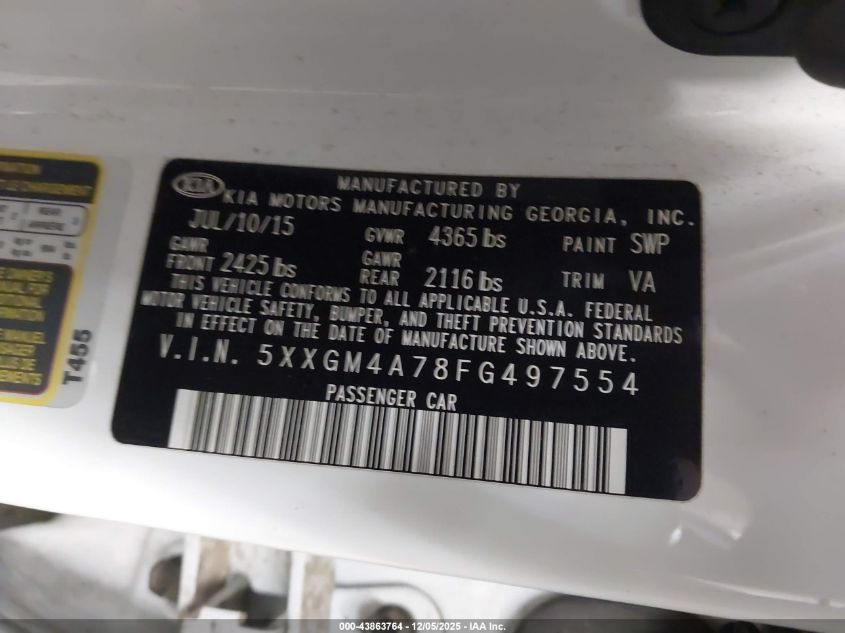 KIA
MANUFACTURED BY
KIA MOTORS MANUFACTURING GEORGIA, INC.
JUL/10/15 GVWR 4365 lbs PAINT SWP
GAWR FRONT 2425 lbs GAWR REAR 2116 lbs TRIM VA
THIS VEHICLE CONFORMS TO ALL APPLICABLE U.S.A. FEDERAL
MOTOR VEHICLE SAFETY, BUMPER, AND THEFT PREVENTION STANDARDS
IN EFFECT ON THE DATE OF MANUFACTURE SHOWN ABOVE.
V.I.N. 5XXGM4A78FG497554
PASSENGER CAR
REAR
T455
000-43863764 - 12/05/2025 - IAA Inc.